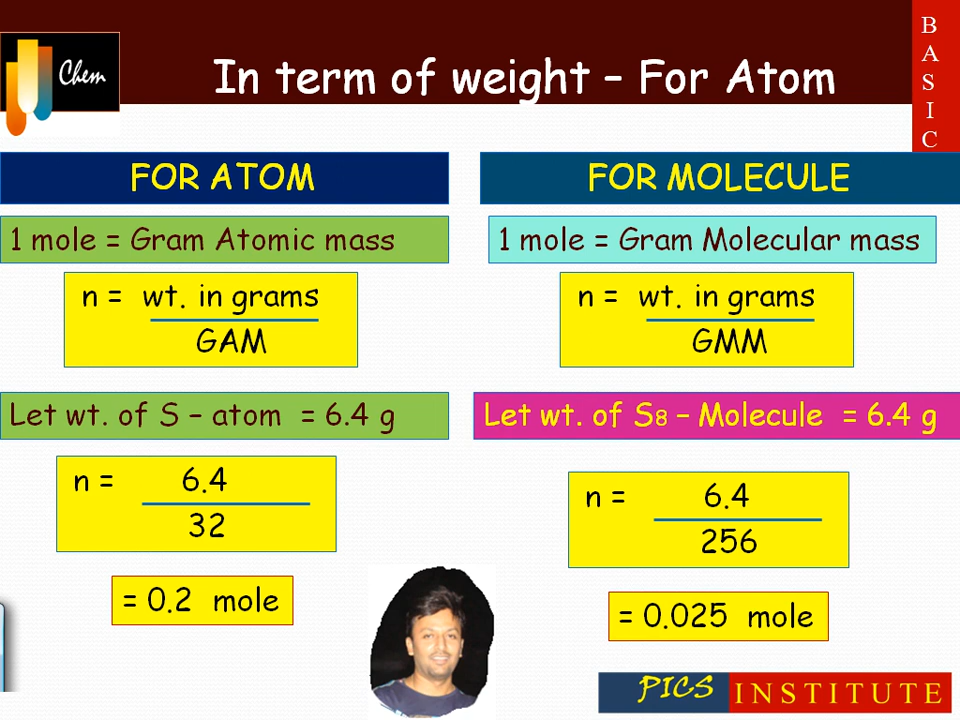 Chem
In term of weight – For Atom
BASIC
FOR ATOM
1 mole = Gram Atomic mass
n = wt. in grams
GAM
Let wt. of S – atom = 6.4 g
n = 6.4
32
= 0.2 mole
FOR MOLECULE
1 mole = Gram Molecular mass
n = wt. in grams
GMM
Let wt. of S8 – Molecule = 6.4 g
n = 6.4
256
= 0.025 mole
PICS INSTITUTE